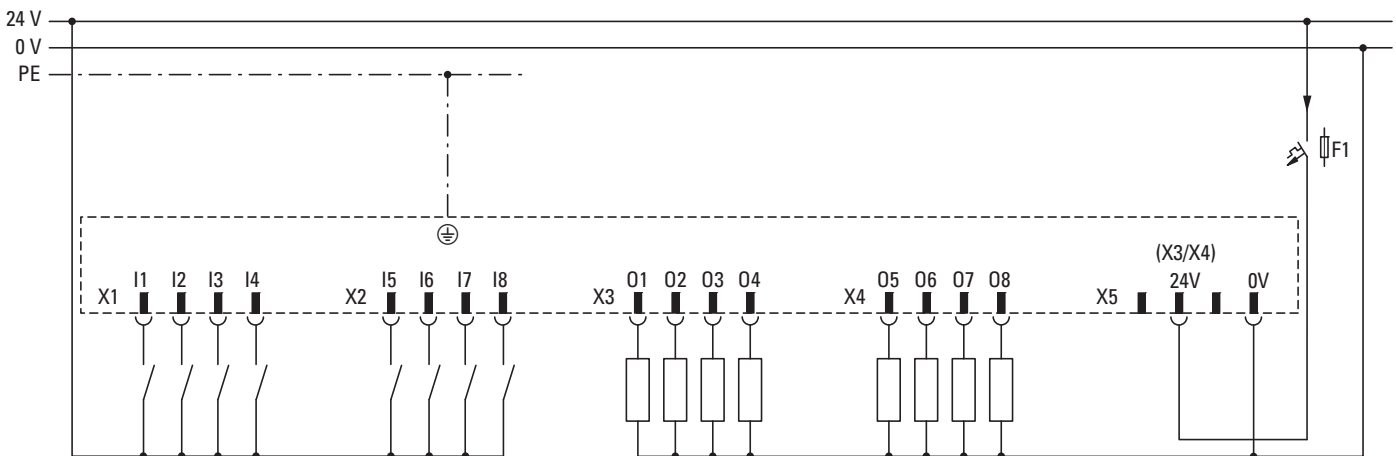 24 V
0 V
PE
F1
(X3/X4)
X1 I1 I2 I3 I4 X2 I5 I6 I7 I8 X3 O1 O2 O3 O4 X4 O5 O6 O7 O8 X5 24V 0V